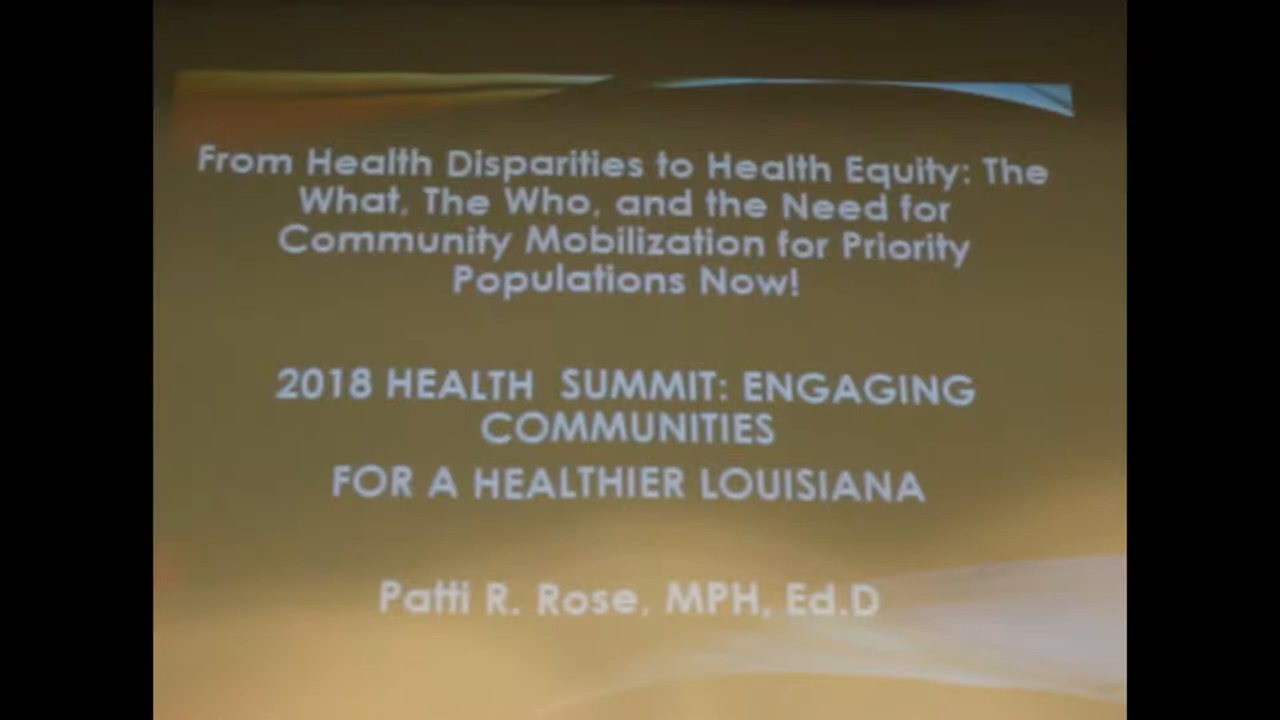 From Health Disparities to Health Equity: The
What, The Who, and the Need for
Community Mobilization for Priority
Populations Now!
2018 HEALTH SUMMIT: ENGAGING
COMMUNITIES
FOR A HEALTHIER LOUISIANA
Patti R. Rose, MPH, Ed.D